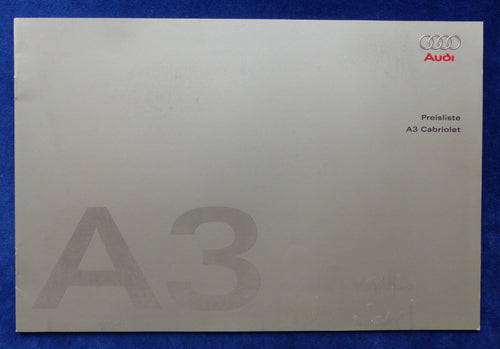 Audi
Preisliste
A3 Cabriolet
A3